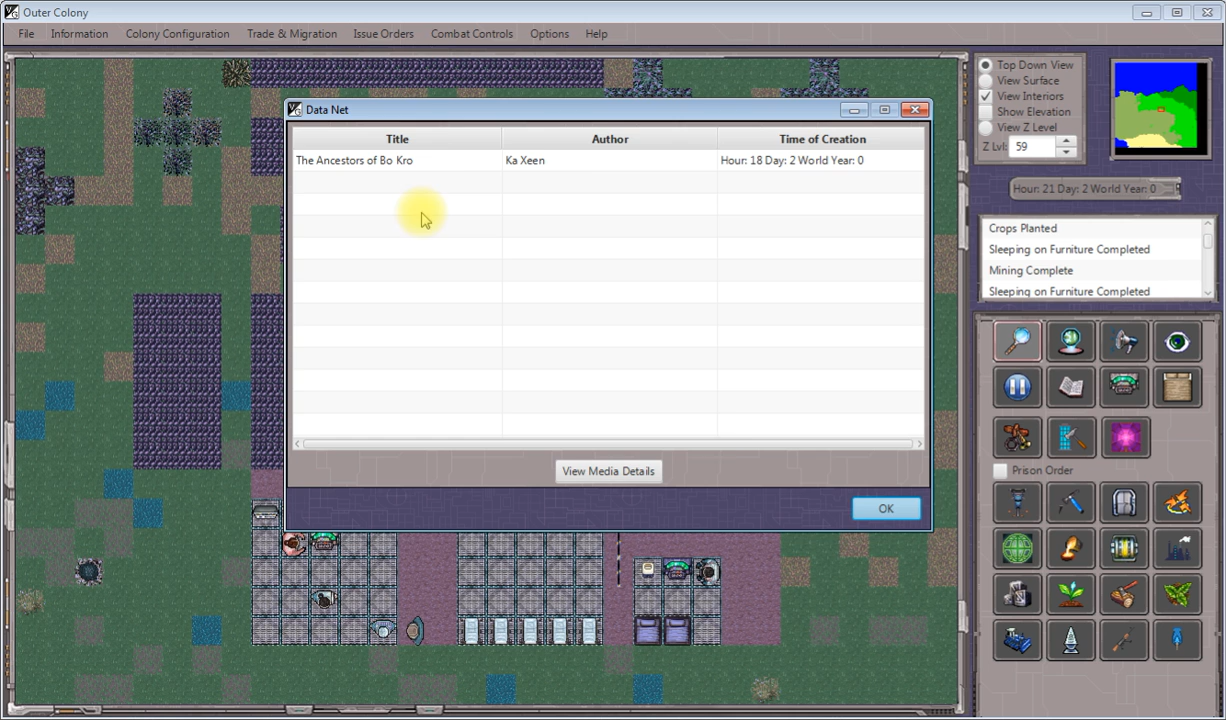 Outer Colony
File Information Colony Configuration Trade & Migration Issue Orders Combat Controls Options Help
Top Down View
View Surface
View Interiors
Show Elevation
View Z Level
Z Lvl: 59
Hour: 21 Day: 2 World Year: 0
Crops Planted
Sleeping on Furniture Completed
Mining Complete
Sleeping on Furniture Completed
Prison Order
Data Net
Title Author Time of Creation
The Ancestors of Bo Kro Ka Xeen Hour: 18 Day: 2 World Year: 0
View Media Details
OK